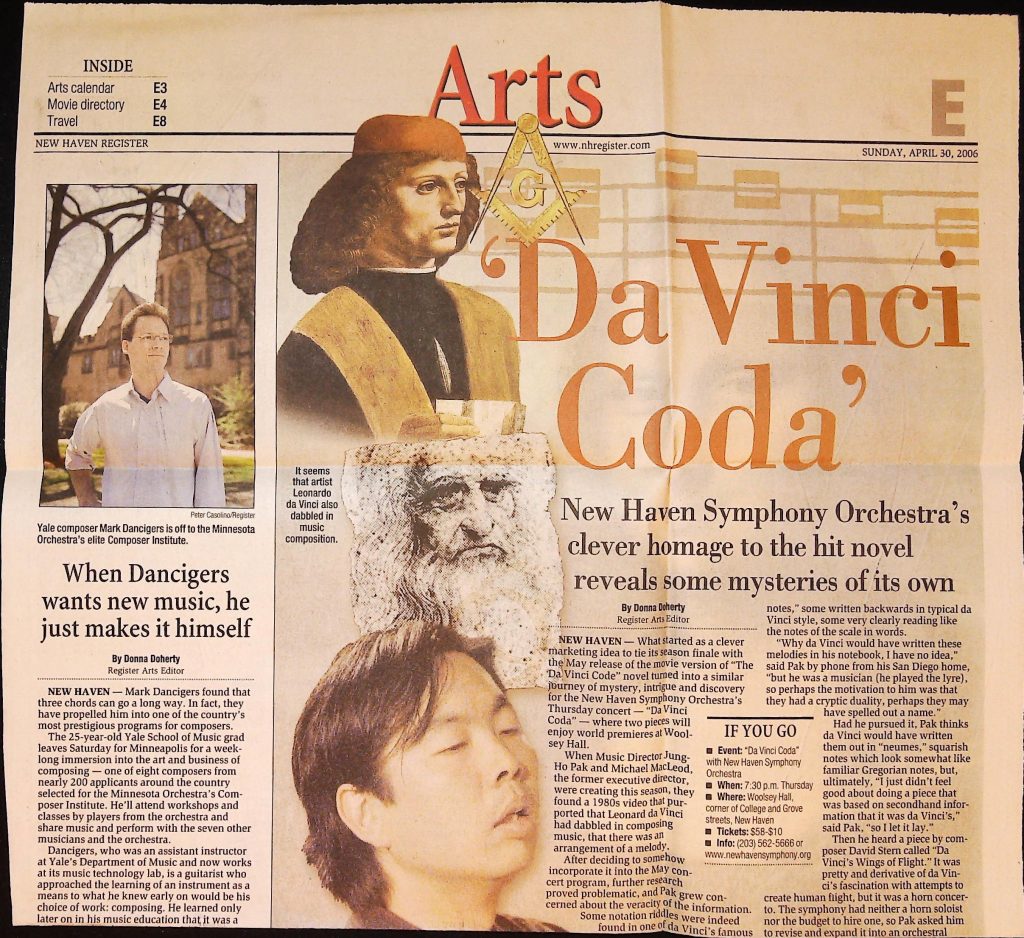 INSIDE
Arts calendar E3
Movie directory E4
Travel E8
Arts
E
NEW HAVEN REGISTER
www.nhregister.com
SUNDAY, APRIL 30, 2006
G
Peter Casolino/Register
Yale composer Mark Dancigers is off to the Minnesota
Orchestra's elite Composer Institute.
When Dancigers
wants new music, he
just makes it himself
By Donna Doherty
Register Arts Editor
NEW HAVEN — Mark Dancigers found that
three chords can go a long way. In fact, they
have propelled him into one of the country's
most prestigious programs for composers.
The 25-year-old Yale School of Music grad
leaves Saturday for Minneapolis for a week-
long immersion into the art and business of
composing — one of eight composers from
nearly 200 applicants around the country
selected for the Minnesota Orchestra's Com-
poser Institute. He'll attend workshops and
classes by players from the orchestra and
share music and perform with the seven other
musicians and the orchestra.
Dancigers, who was an assistant instructor
at Yale's Department of Music and now works
at its music technology lab, is a guitarist who
approached the learning of an instrument as a
means to what he knew early on would be his
choice of work: composing. He learned only
later on in his music education that it was a
'Da Vinci
Coda'
It seems
that artist
Leonardo
da Vinci also
dabbled in
music
composition.
New Haven Symphony Orchestra's
clever homage to the hit novel
reveals some mysteries of its own
By Donna Doherty
Register Arts Editor
NEW HAVEN — What started as a clever
marketing idea to tie its season finale with
the May release of the movie version of "The
Da Vinci Code" novel turned into a similar
journey of mystery, intrigue and discovery
for the New Haven Symphony Orchestra's
Thursday concert — "Da Vinci
Coda" — where two pieces will
enjoy world premieres at Wool-
sey Hall.
When Music Director Jung-
Ho Pak and Michael MacLeod,
the former executive director,
were creating this season, they
found a 1980s video that pur-
ported that Leonard da Vinci
had dabbled in composing
music, that there was an
arrangement of a melody.
After deciding to somehow
incorporate it into the May con-
cert program, further research
proved problematic, and Pak grew con-
cerned about the veracity of the information.
Some notation riddles were indeed
found in one of da Vinci's famous
notes," some written backwards in typical da
Vinci style, some very clearly reading like
the notes of the scale in words.
"Why da Vinci would have written these
melodies in his notebook, I have no idea,"
said Pak by phone from his San Diego home,
"but he was a musician (he played the lyre),
so perhaps the motivation to him was that
they had a cryptic duality, perhaps they may
have spelled out a name."
Had he pursued it, Pak thinks
da Vinci would have written
them out in "neumes," squarish
notes which look somewhat like
familiar Gregorian notes, but,
ultimately, "I just didn't feel
good about doing a piece that
was based on secondhand infor-
mation that it was da Vinci's,"
said Pak, "so I let it lay."
Then he heard a piece by com-
poser David Stern called "Da
Vinci's Wings of Flight." It was
pretty and derivative of da Vin-
ci's fascination with attempts to
create human flight, but it was a horn concer-
to. The symphony had neither a horn soloist
nor the budget to hire one, so Pak asked him
to revise and expand it into an orchestral
IF YOU GO
■ Event: "Da Vinci Coda"
with New Haven Symphony
Orchestra
■ When: 7:30 p.m. Thursday
■ Where: Woolsey Hall,
corner of College and Grove
streets, New Haven
■ Tickets: $58-$10
■ Info: (203) 562-5666 or
www.newhavensymphony.org